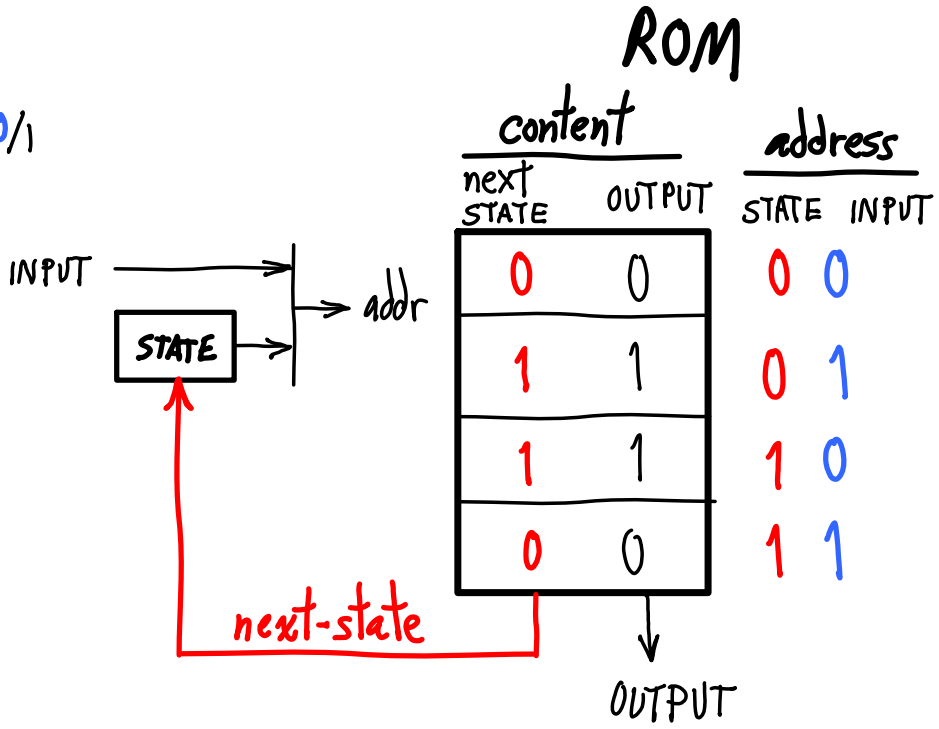 ROM
0/1
content address
next
STATE OUTPUT STATE INPUT
INPUT 0 0 0 0
addr
STATE 1 1 0 1
1 1 1 0
0 0 1 1
next-state
OUTPUT